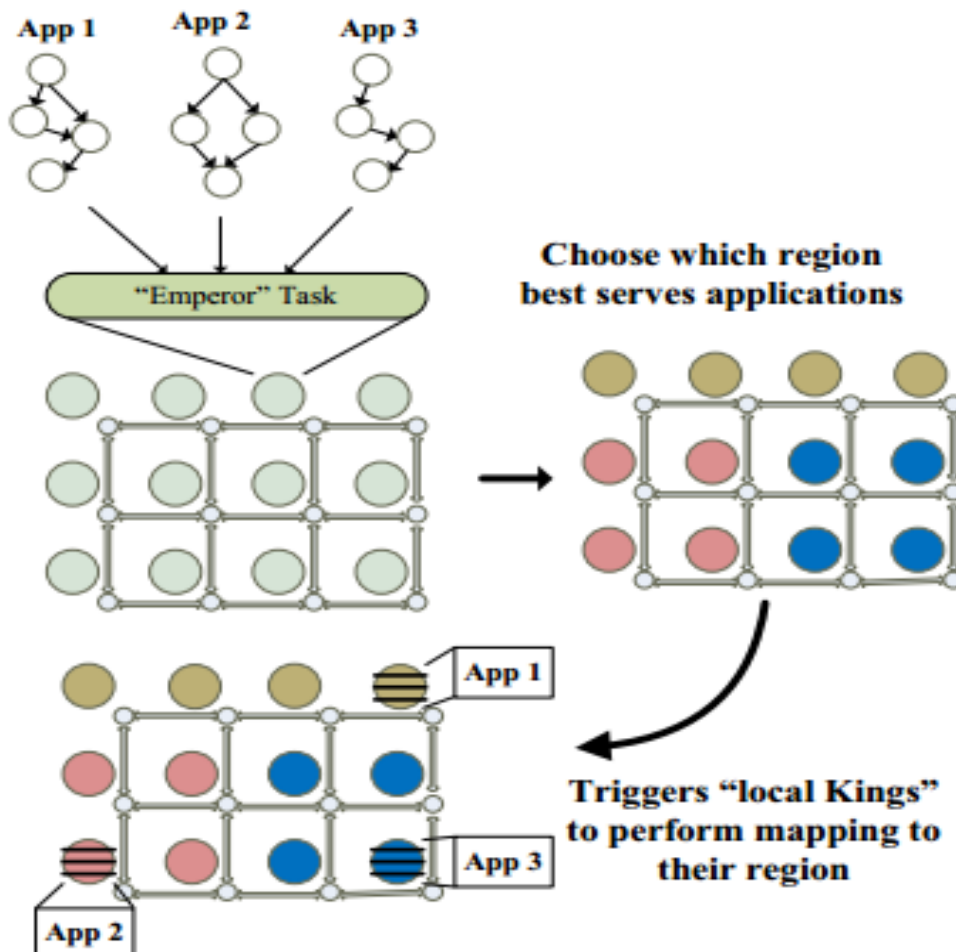 App 1
App 2
App 3
“Emperor” Task
Choose which region
best serves applications
App 1
Triggers “local Kings”
to perform mapping to
their region
App 3
App 2